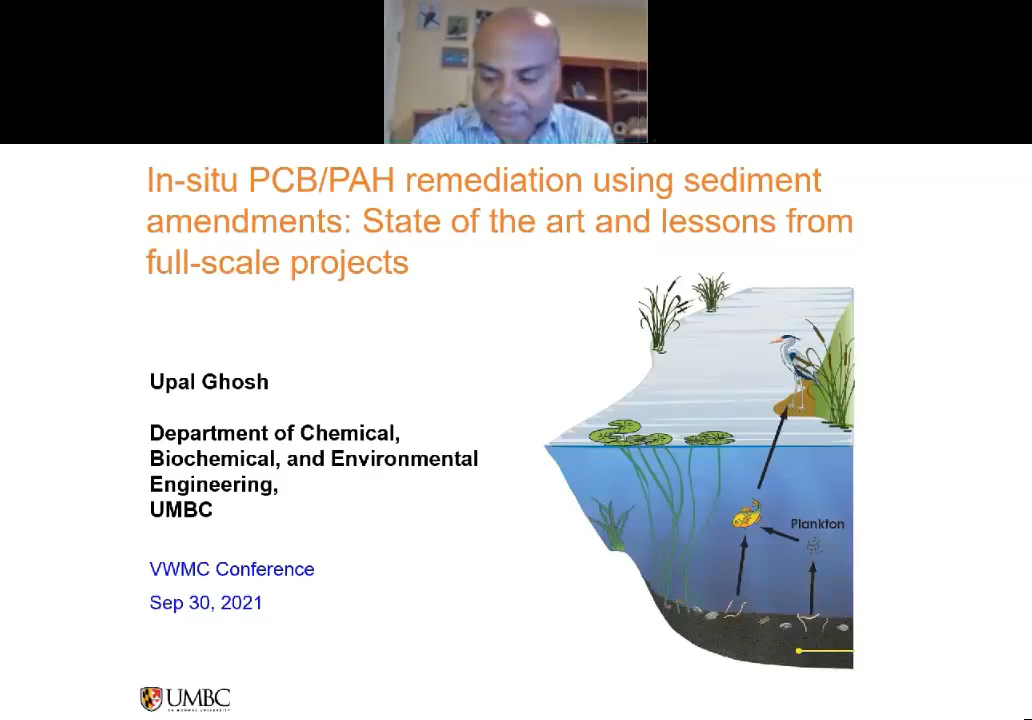 In-situ PCB/PAH remediation using sediment
amendments: State of the art and lessons from
full-scale projects
Upal Ghosh
Department of Chemical,
Biochemical, and Environmental
Engineering,
UMBC
Plankton
VWMC Conference
Sep 30, 2021
UMBC